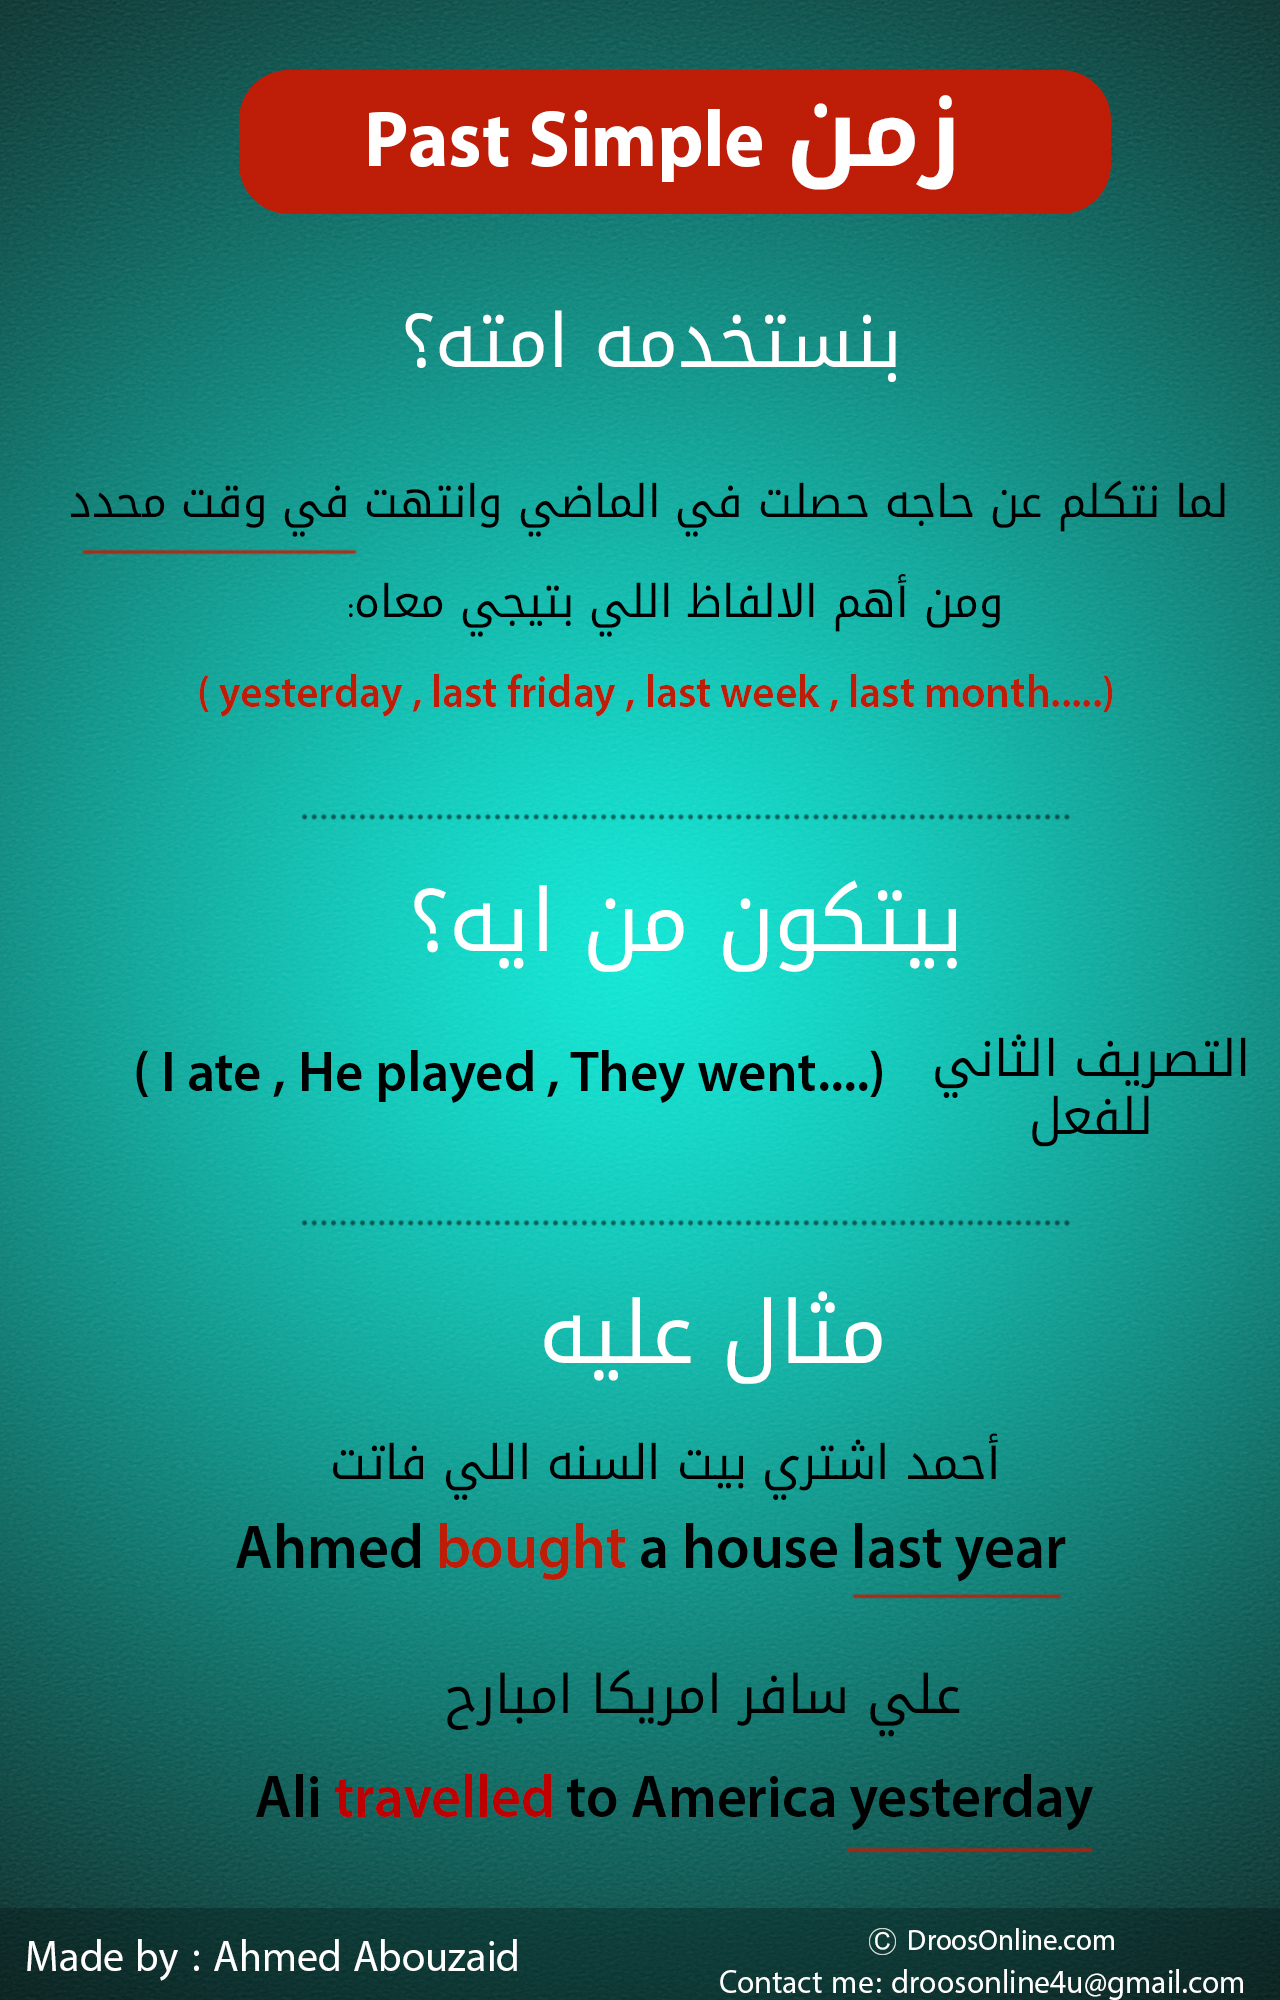 زمن Past Simple
بنستخدمه امته؟
لما نتكلم عن حاجه حصلت في الماضي وانتهت في وقت محدد
ومن أهم الالفاظ اللي بتيجي معاه:
( yesterday , last friday , last week , last month.....)
بيتكون من ايه؟
التصريف الثاني
للفعل
( I ate , He played , They went....)
مثال عليه
أحمد اشتري بيت السنه اللي فاتت
Ahmed bought a house last year
علي سافر امريكا امبارح
Ali travelled to America yesterday
Made by : Ahmed Abouzaid
© DroosOnline.com
Contact me: droosonline4u@gmail.com